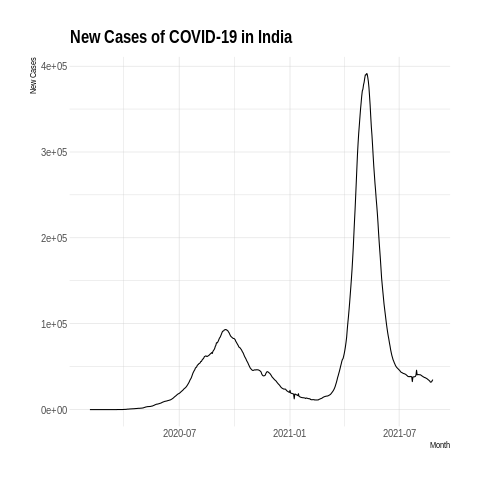 New Cases of COVID-19 in India
New Cases
4e+05
3e+05
2e+05
1e+05
0e+00
2020-07 2021-01 2021-07
Month